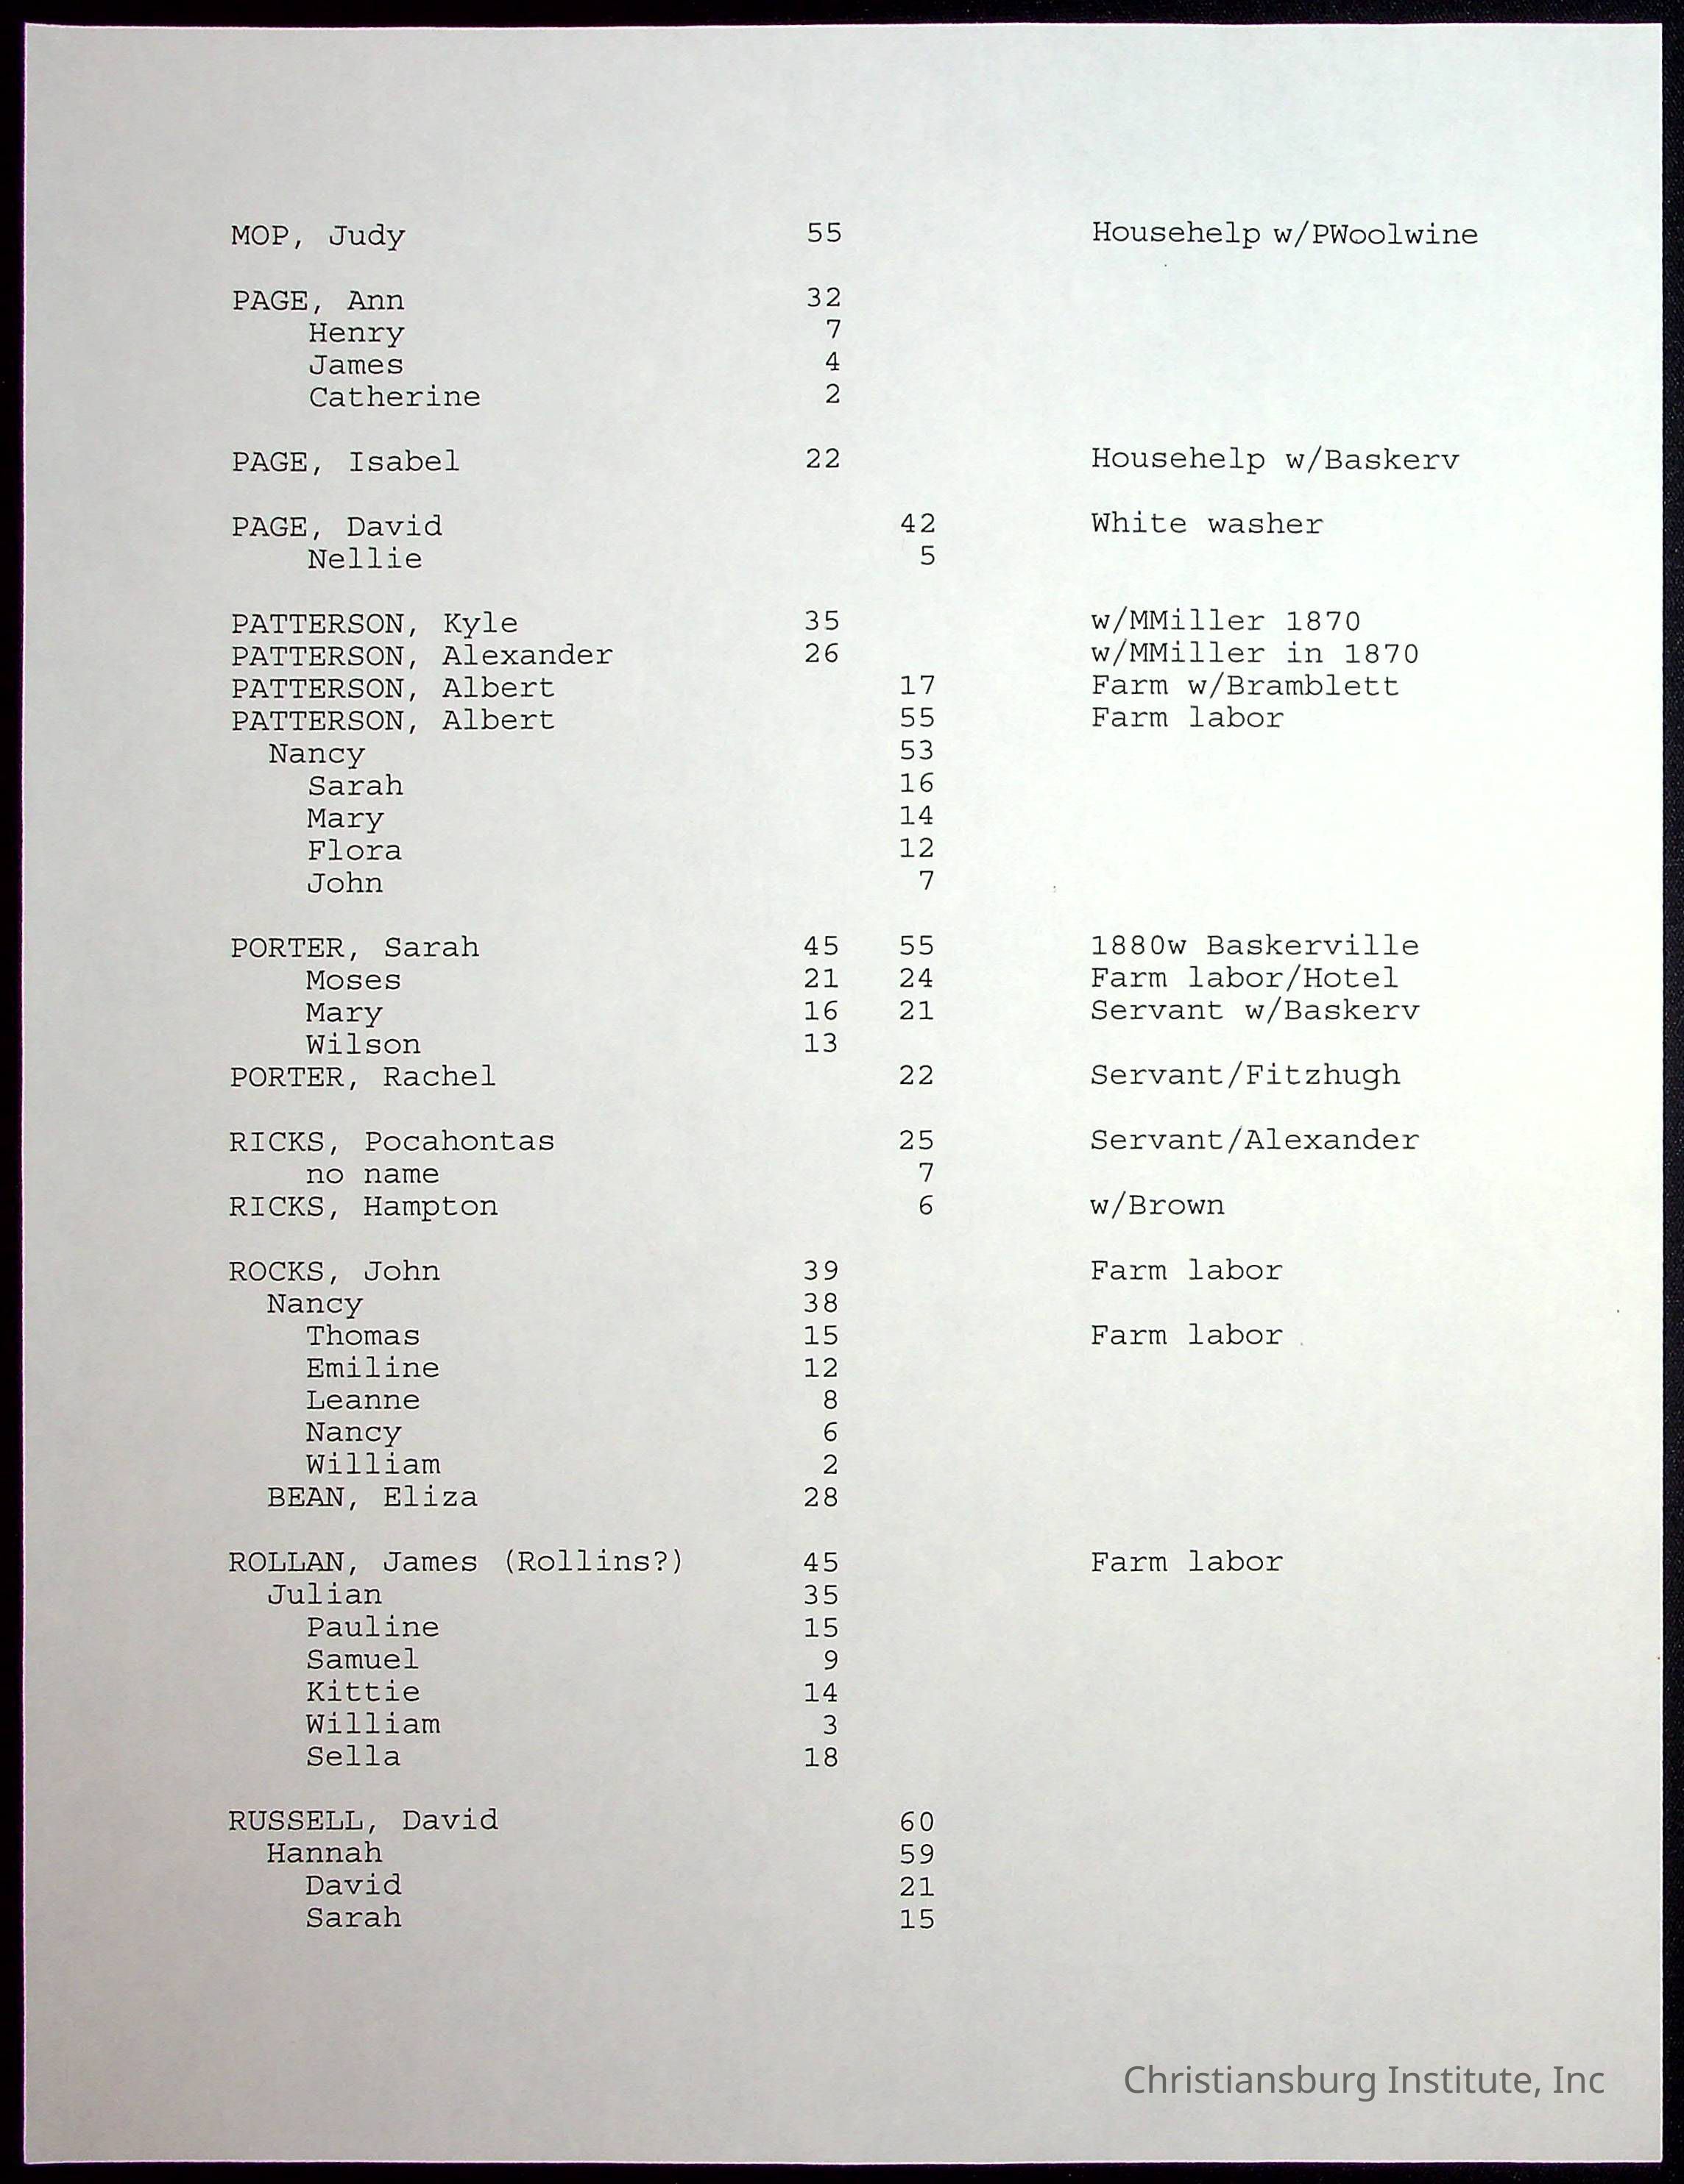 MOP, Judy 55 Househelp w/PWoolwine
PAGE, Ann 32
Henry 7
James 4
Catherine 2
PAGE, Isabel 22 Househelp w/Baskerv
PAGE, David 42 White washer
Nellie 5
PATTERSON, Kyle 35 w/MMiller 1870
PATTERSON, Alexander 26 w/MMiller in 1870
PATTERSON, Albert 17 Farm w/Bramblett
PATTERSON, Albert 55 Farm labor
Nancy 53
Sarah 16
Mary 14
Flora 12
John 7
PORTER, Sarah 45 55 1880w Baskerville
Moses 21 24 Farm labor/Hotel
Mary 16 21 Servant w/Baskerv
Wilson 13
PORTER, Rachel 22 Servant/Fitzhugh
RICKS, Pocahontas 25 Servant/Alexander
no name 7
RICKS, Hampton 6 w/Brown
ROCKS, John 39 Farm labor
Nancy 38
Thomas 15 Farm labor
Emiline 12
Leanne 8
Nancy 6
William 2
BEAN, Eliza 28
ROLLAN, James (Rollins?) 45 Farm labor
Julian 35
Pauline 15
Samuel 9
Kittie 14
William 3
Sella 18
RUSSELL, David 60
Hannah 59
David 21
Sarah 15
Christiansburg Institute, Inc